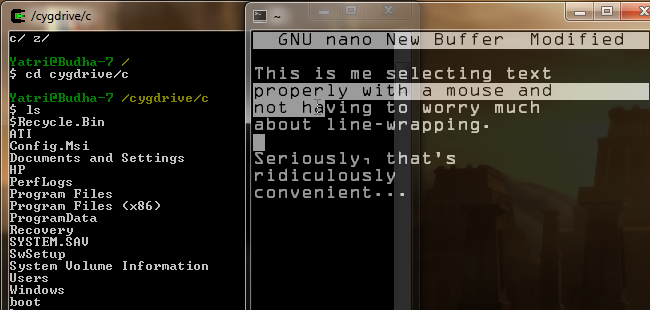 /cygdrive/c
c/ z/
Yatri@Budha-7 /
$ cd cygdrive/c
Yatri@Budha-7 /cygdrive/c
$ ls
$Recycle.Bin
ATI
Config.Msi
Documents and Settings
HP
PerfLogs
Program Files
Program Files (x86)
ProgramData
Recovery
SYSTEM.SAV
SwSetup
System Volume Information
Users
Windows
boot
~
GNU nano New Buffer Modified
This is me selecting text
properly with a mouse and
not having to worry much
about line-wrapping.
Seriously, that's
ridiculously
convenient...